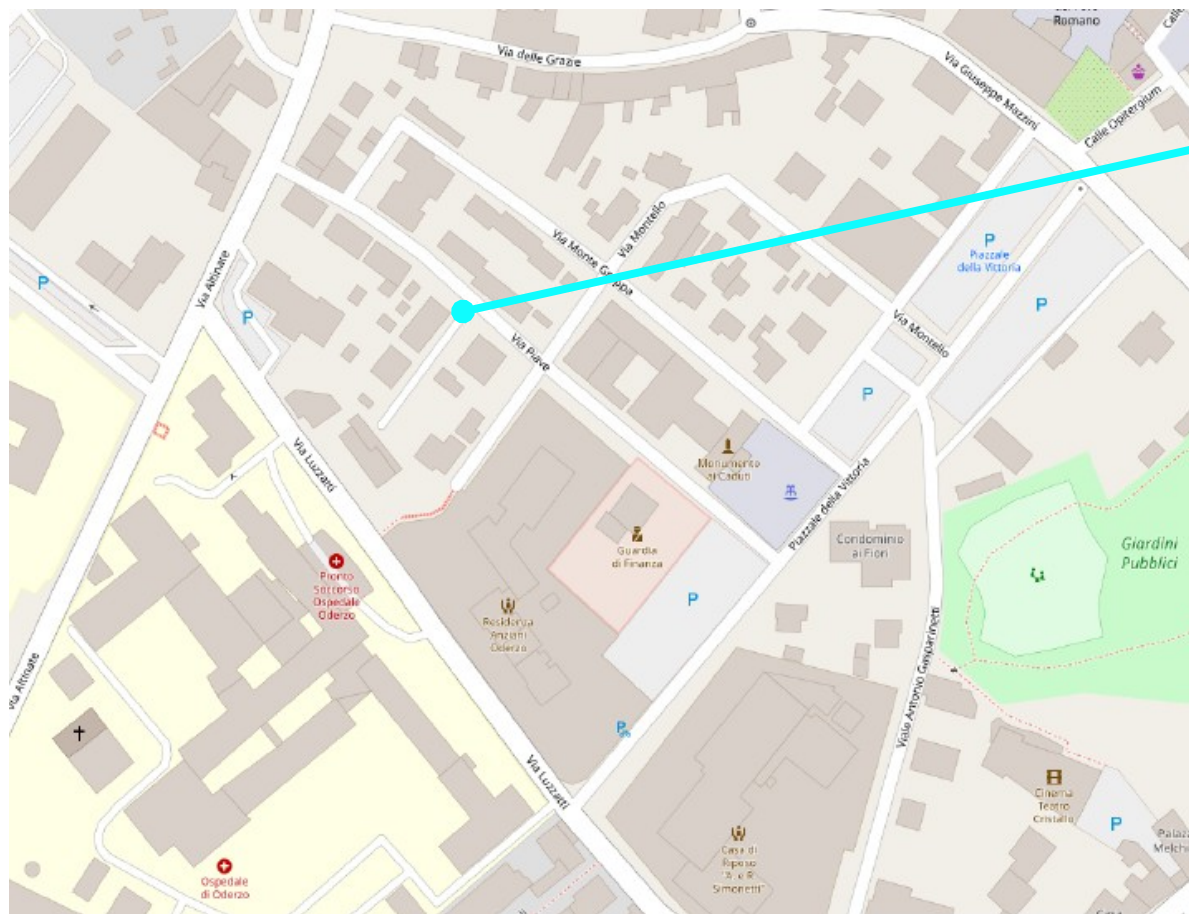 Romano
Via delle Grazie
Via Giuseppe Mazzini
Calle Opitergium
Via Montello
Via Monte Grappa
P
Piazzale
della Vittoria
P
Via Altinate
P
P
Via Piave
Via Montello
P
Monumento
ai Caduti
Via Luzzatti
Piazzale della Vittoria
Condominio
ai Fiori
Giardini
Pubblici
Guardia
di Finanza
Pronto
Soccorso
Ospedale
Oderzo
P
Residenza
Anziani
Oderzo
Viale Antonio Gasparinetti
Via Altinate
P
Via Luzzatti
Cinema
Teatro
Cristallo
P
Casa di
Riposo
"A. e R.
Simonetti"
Ospedale
di Oderzo